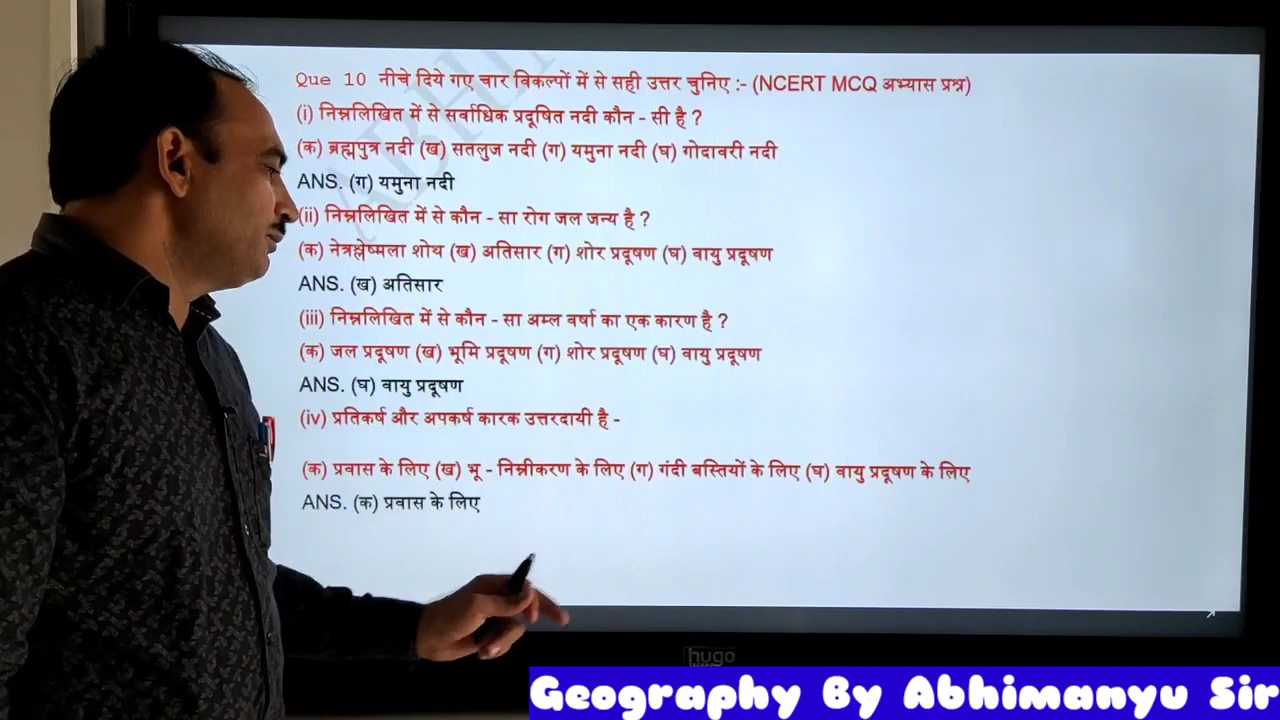 Que 10 नीचे दिये गए चार विकल्पों में से सही उत्तर चुनिए :- (NCERT MCQ अभ्यास प्रश्न)
(i) निम्नलिखित में से सर्वाधिक प्रदूषित नदी कौन - सी है ?
(क) ब्रह्मपुत्र नदी (ख) सतलुज नदी (ग) यमुना नदी (घ) गोदावरी नदी
ANS. (ग) यमुना नदी
(ii) निम्नलिखित में से कौन - सा रोग जल जन्य है ?
(क) नेत्रश्लेष्मला शोथ (ख) अतिसार (ग) शोर प्रदूषण (घ) वायु प्रदूषण
ANS. (ख) अतिसार
(iii) निम्नलिखित में से कौन - सा अम्ल वर्षा का एक कारण है ?
(क) जल प्रदूषण (ख) भूमि प्रदूषण (ग) शोर प्रदूषण (घ) वायु प्रदूषण
ANS. (घ) वायु प्रदूषण
(iv) प्रतिकर्ष और अपकर्ष कारक उत्तरदायी है -
(क) प्रवास के लिए (ख) भू - निम्नीकरण के लिए (ग) गंदी बस्तियों के लिए (घ) वायु प्रदूषण के लिए
ANS. (क) प्रवास के लिए
hugo
Geography By Abhimanyu Sir